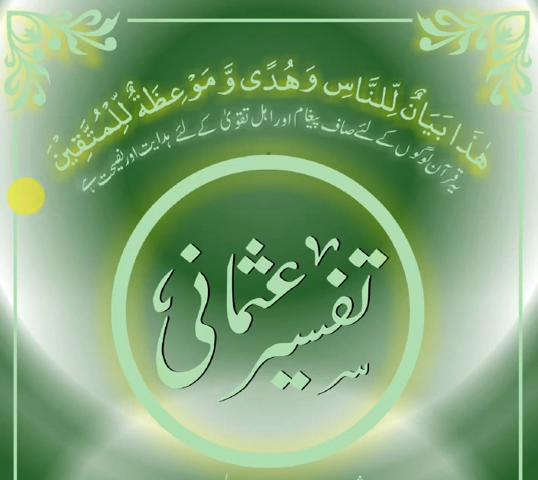 هٰذَا بَيَانٌ لِّلنَّاسِ وَهُدًى وَّ مَوْعِظَةٌ لِّلْمُتَّقِيْنَ
یہ قرآن لوگوں کے لئے صاف پیغام اور اہل تقویٰ کے لئے ہدایت اور نصیحت ہے
تفسیر عثمانی